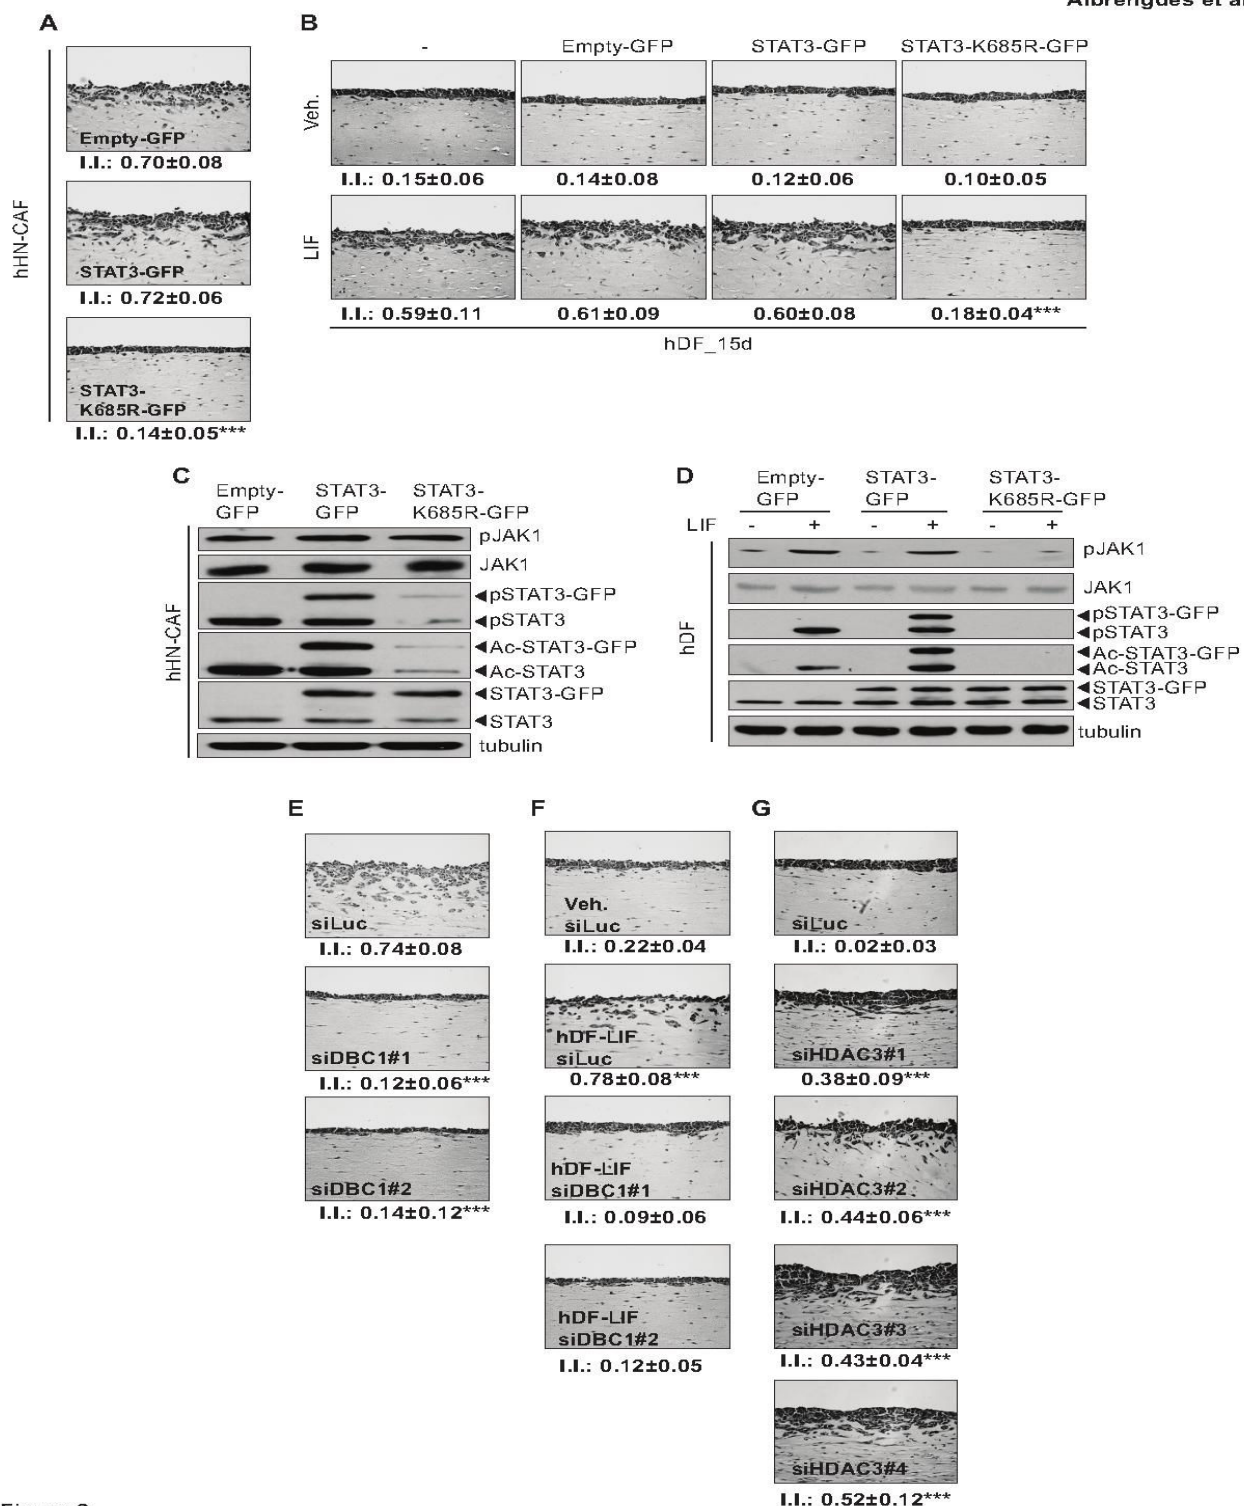 A
B
- Empty-GFP STAT3-GFP STAT3-K685R-GFP
hHN-CAF
Empty-GFP
I.I.: 0.70±0.08
STAT3-GFP
I.I.: 0.72±0.06
STAT3-
K685R-GFP
I.I.: 0.14±0.05***
Veh.
I.I.: 0.15±0.06 0.14±0.08 0.12±0.06 0.10±0.05
LIF
I.I.: 0.59±0.11 0.61±0.09 0.60±0.08 0.18±0.04***
hDF_15d
C
Empty- STAT3- STAT3-
GFP GFP K685R-GFP
hHN-CAF
pJAK1
JAK1
◄pSTAT3-GFP
◄pSTAT3
◄Ac-STAT3-GFP
◄Ac-STAT3
◄STAT3-GFP
◄STAT3
tubulin
D
Empty- STAT3- STAT3-
GFP GFP K685R-GFP
LIF - + - + - +
hDF
pJAK1
JAK1
◄pSTAT3-GFP
◄pSTAT3
◄Ac-STAT3-GFP
◄Ac-STAT3
◄STAT3-GFP
◄STAT3
tubulin
E
siLuc
I.I.: 0.74±0.08
siDBC1#1
I.I.: 0.12±0.06***
siDBC1#2
I.I.: 0.14±0.12***
F
Veh.
siLuc
I.I.: 0.22±0.04
hDF-LIF
siLuc
0.78±0.08***
hDF-LIF
siDBC1#1
I.I.: 0.09±0.06
hDF-LIF
siDBC1#2
I.I.: 0.12±0.05
G
siLuc
I.I.: 0.02±0.03
siHDAC3#1
0.38±0.09***
siHDAC3#2
I.I.: 0.44±0.06***
siHDAC3#3
I.I.: 0.43±0.04***
siHDAC3#4
I.I.: 0.52±0.12***